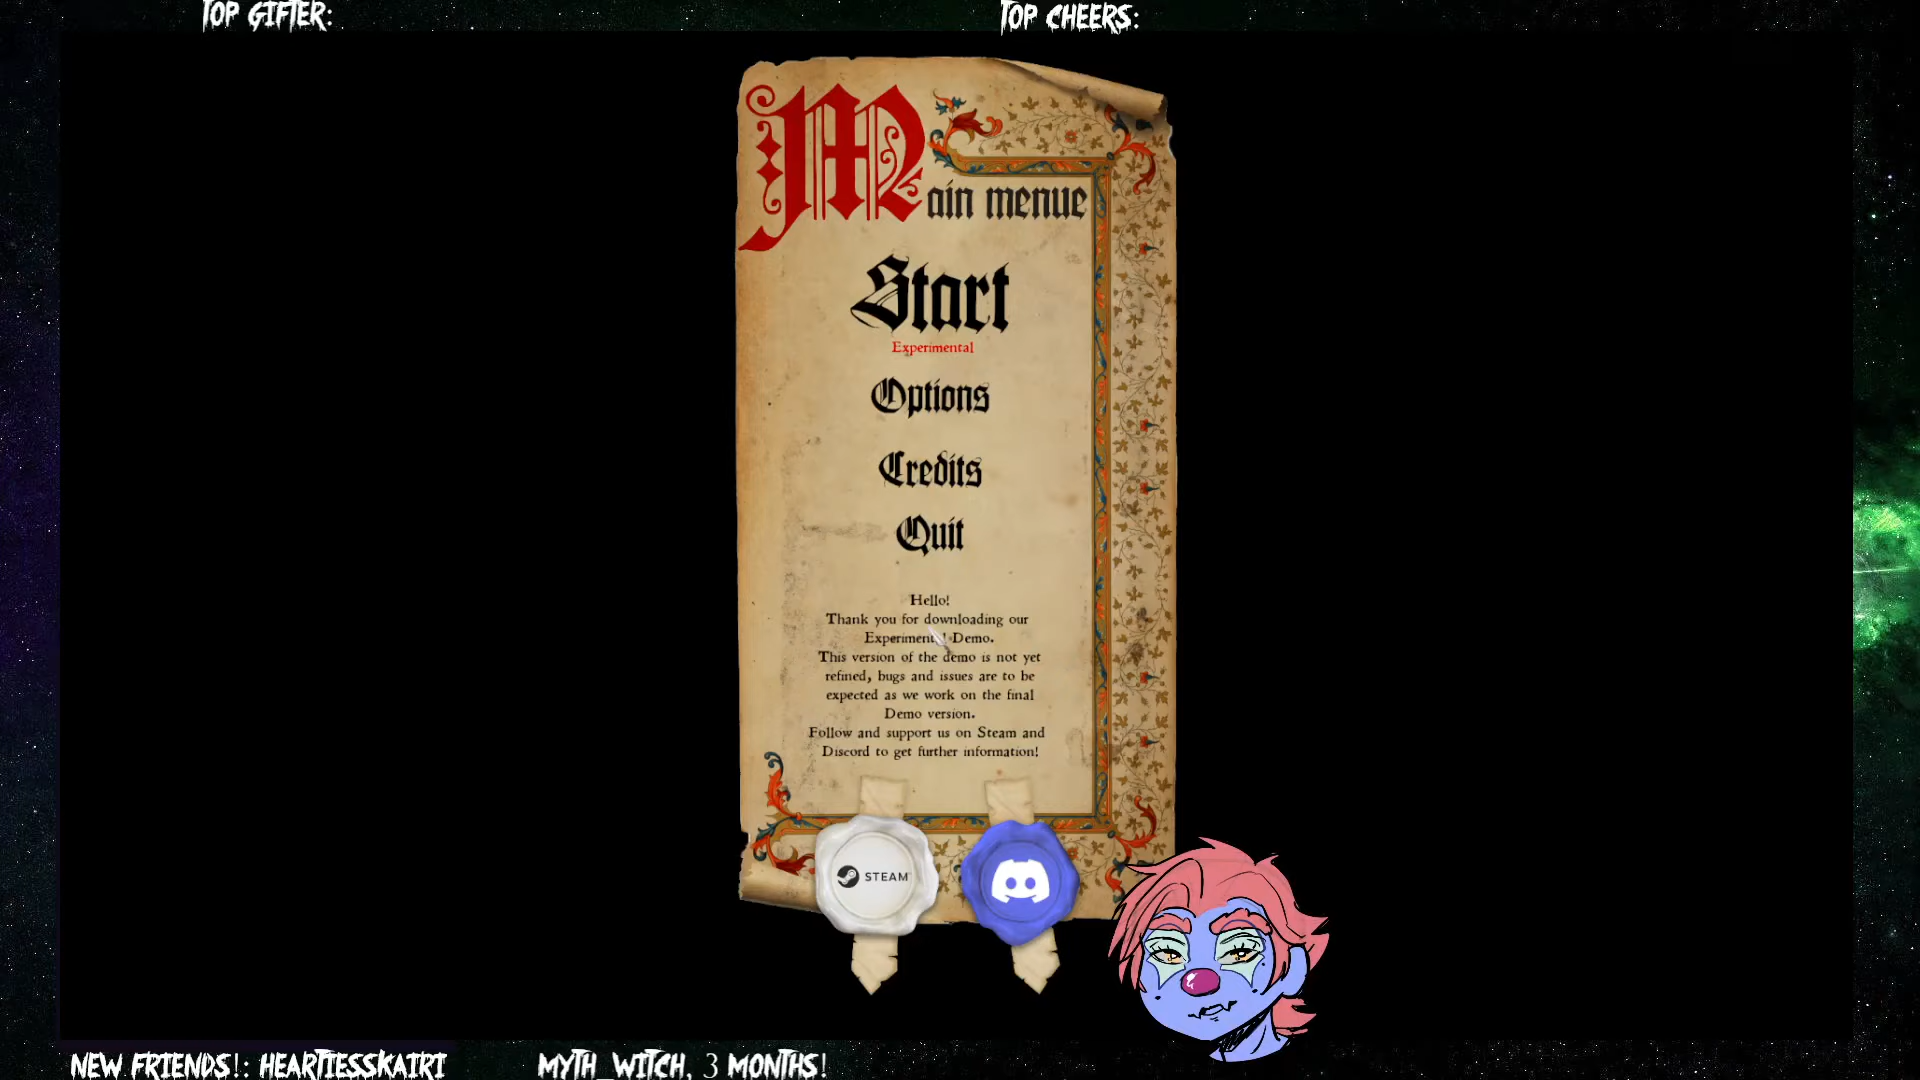 TOP GIFTER:
TOP CHEERS:
Main menue
Start
Experimental
Options
Credits
Quit
Hello!
Thank you for downloading our
Experimental Demo.
This version of the demo is not yet
refined, bugs and issues are to be
expected as we work on the final
Demo version.
Follow and support us on Steam and
Discord to get further information!
STEAM
NEW FRIENDS!: HEARTIESSKAIRI
MYTH_WITCH, 3 MONTHS!